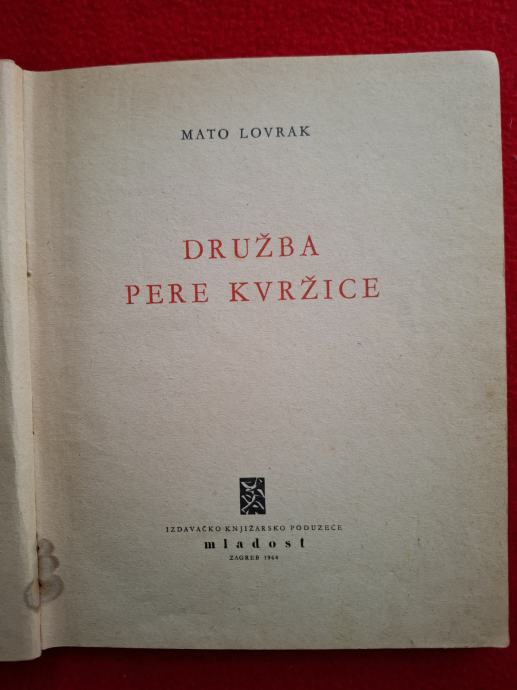 MATO LOVRAK
DRUŽBA
PERE KVRŽICE
IZDAVAČKO KNJIŽARSKO PODUZEĆE
mladost
ZAGREB 1964